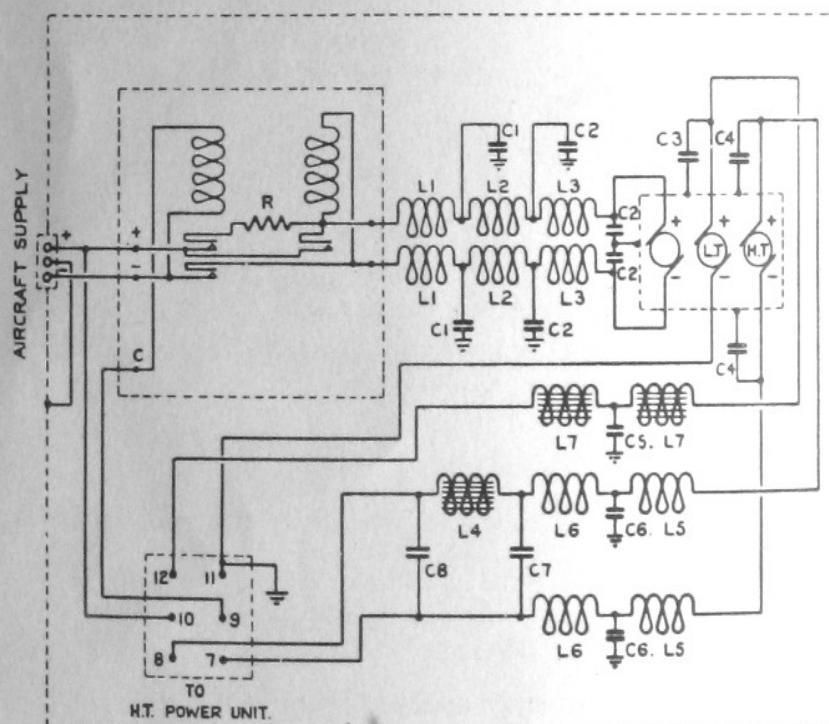 AIRCRAFT SUPPLY
+
-
+
-
C
R
C1
C2
L1
L2
L3
L1
L2
L3
C1
C2
C2
C2
C3
C4
+
+
+
-
-
-
L.T
H.T
C4
L7
C5.
L7
L4
L6
C6.
L5
C8
C7
L6
C6.
L5
12
11
10
9
8
7
TO
H.T. POWER UNIT.